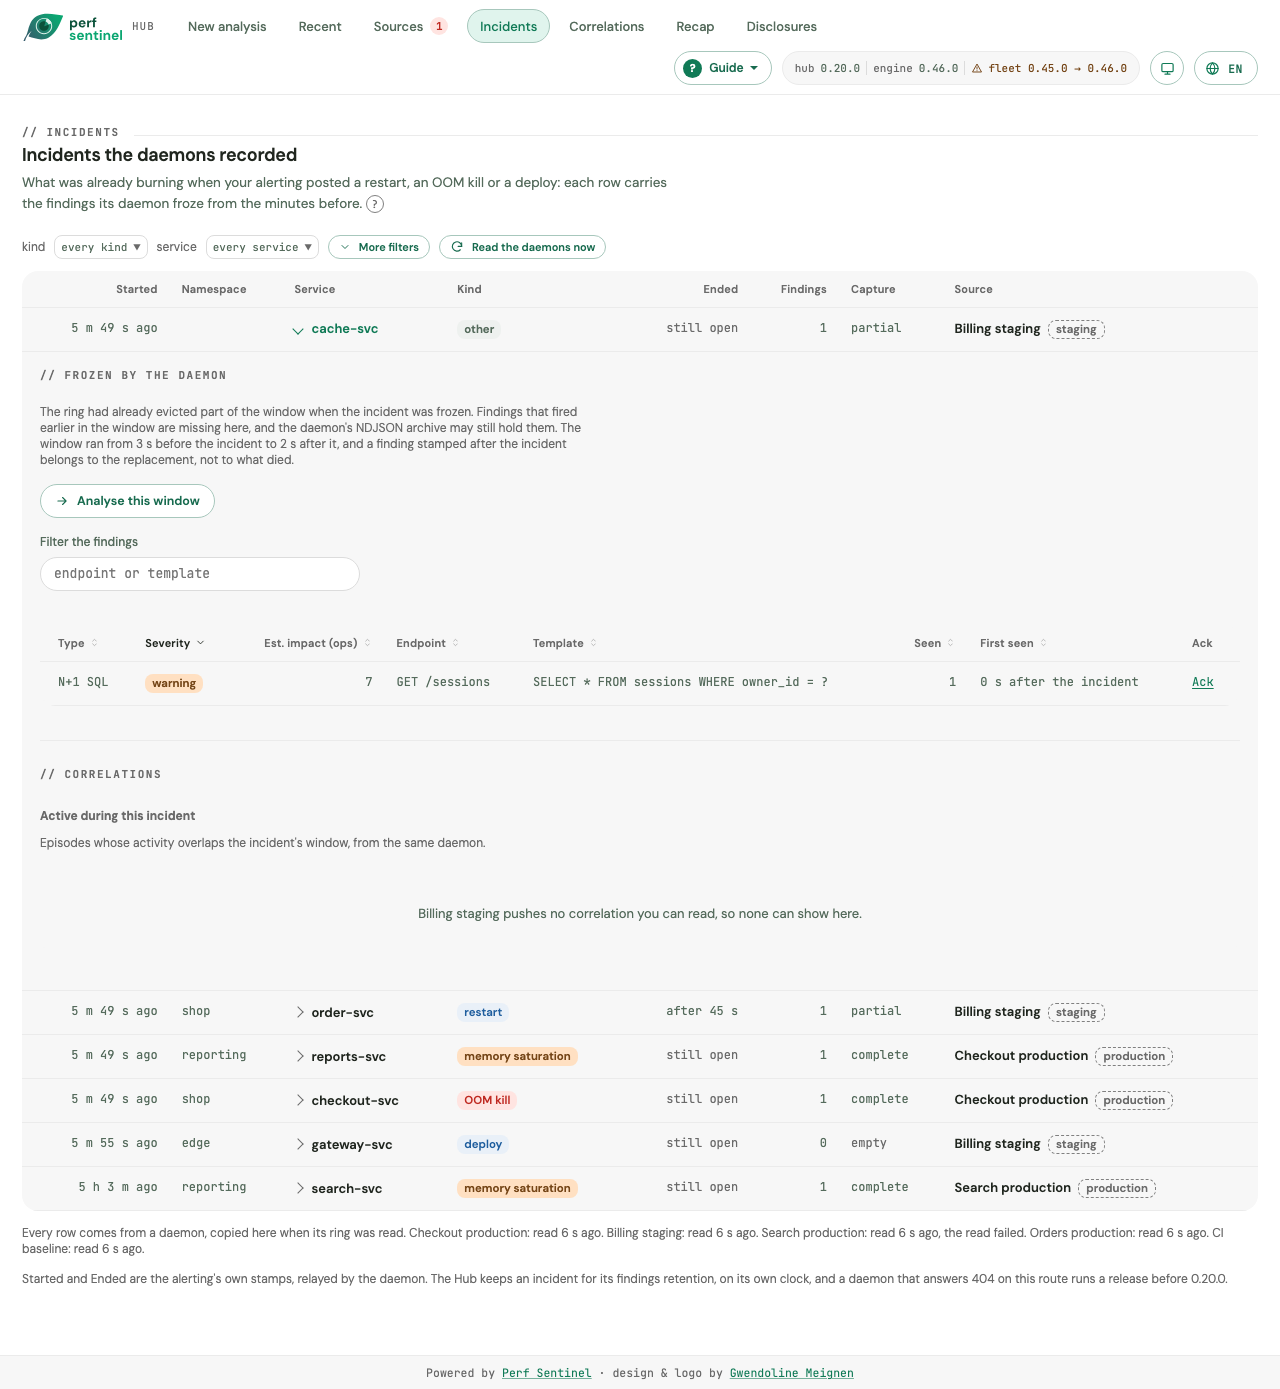 perf sentinel HUB New analysis Recent Sources 1 Incidents Correlations Recap Disclosures
? Guide hub 0.20.0 engine 0.46.0 ⚠ fleet 0.45.0 → 0.46.0 EN
// INCIDENTS
Incidents the daemons recorded
What was already burning when your alerting posted a restart, an OOM kill or a deploy: each row carries
the findings its daemon froze from the minutes before. ?
kind every kind ▼ service every service ▼ More filters Read the daemons now
Started Namespace Service Kind Ended Findings Capture Source
5 m 49 s ago cache-svc other still open 1 partial Billing staging staging
// FROZEN BY THE DAEMON
The ring had already evicted part of the window when the incident was frozen. Findings that fired
earlier in the window are missing here, and the daemon's NDJSON archive may still hold them. The
window ran from 3 s before the incident to 2 s after it, and a finding stamped after the incident
belongs to the replacement, not to what died.
→ Analyse this window
Filter the findings
endpoint or template
Type Severity Est. impact (ops) Endpoint Template Seen First seen Ack
N+1 SQL warning 7 GET /sessions SELECT * FROM sessions WHERE owner_id = ? 1 0 s after the incident Ack
// CORRELATIONS
Active during this incident
Episodes whose activity overlaps the incident's window, from the same daemon.
Billing staging pushes no correlation you can read, so none can show here.
5 m 49 s ago shop order-svc restart after 45 s 1 partial Billing staging staging
5 m 49 s ago reporting reports-svc memory saturation still open 1 complete Checkout production production
5 m 49 s ago shop checkout-svc OOM kill still open 1 complete Checkout production production
5 m 55 s ago edge gateway-svc deploy still open 0 empty Billing staging staging
5 h 3 m ago reporting search-svc memory saturation still open 1 complete Search production production
Every row comes from a daemon, copied here when its ring was read. Checkout production: read 6 s ago. Billing staging: read 6 s ago. Search production: read 6 s ago, the read failed. Orders production: read 6 s ago. CI
baseline: read 6 s ago.
Started and Ended are the alerting's own stamps, relayed by the daemon. The Hub keeps an incident for its findings retention, on its own clock, and a daemon that answers 404 on this route runs a release before 0.20.0.
Powered by Perf Sentinel · design & logo by Gwendoline Meignen